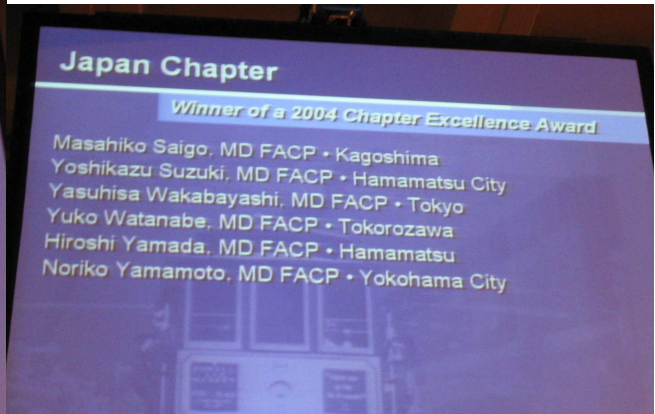 Japan Chapter
Winner of a 2004 Chapter Excellence Award
Masahiko Saigo, MD FACP • Kagoshima
Yoshikazu Suzuki, MD FACP • Hamamatsu City
Yasuhisa Wakabayashi, MD FACP • Tokyo
Yuko Watanabe, MD FACP • Tokorozawa
Hiroshi Yamada, MD FACP • Hamamatsu
Noriko Yamamoto, MD FACP • Yokohama City